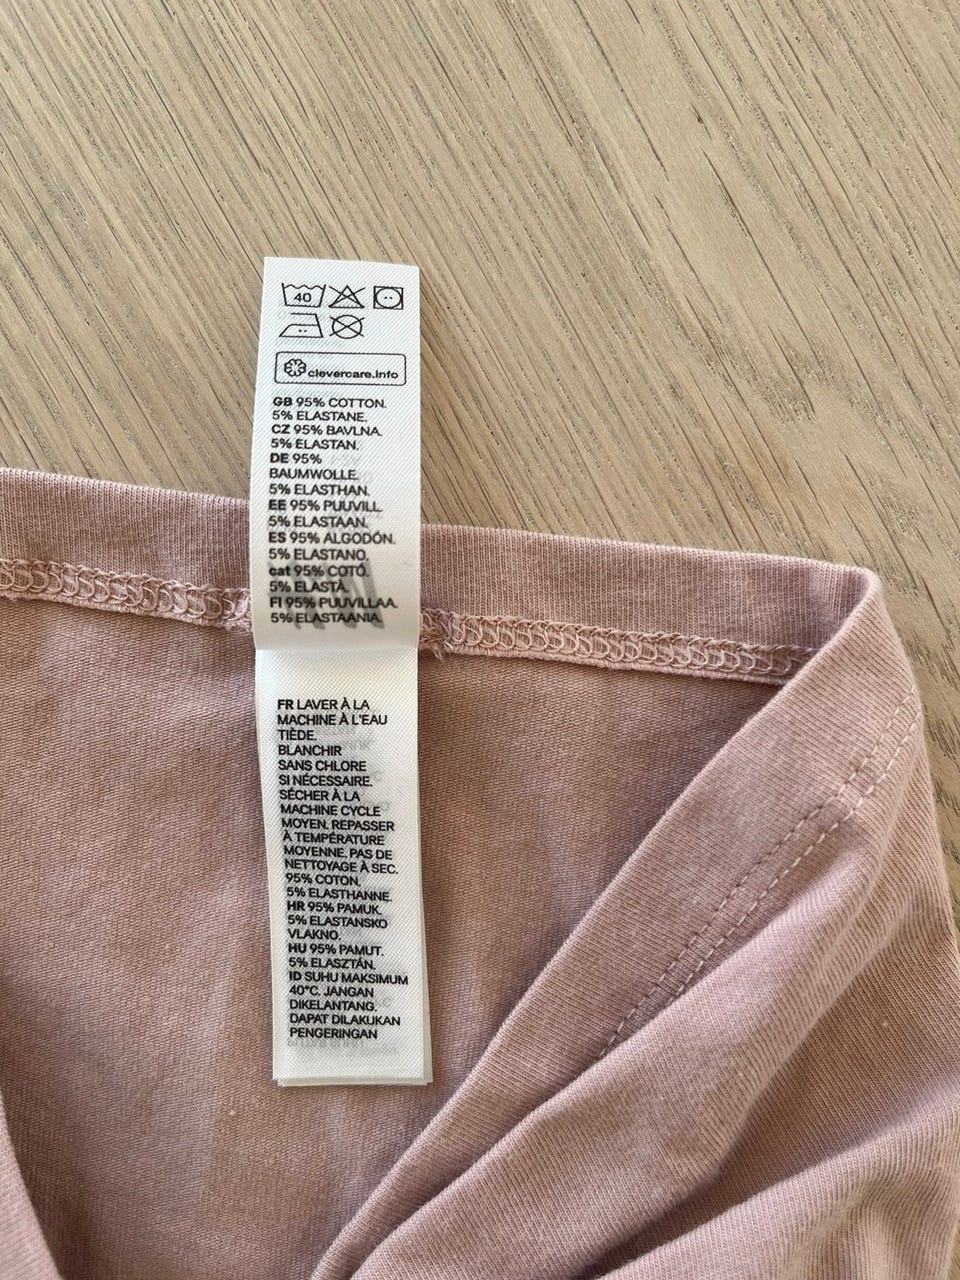 40
clevercare.info
GB 95% COTTON.
5% ELASTANE.
CZ 95% BAVLNA.
5% ELASTAN.
DE 95%
BAUMWOLLE.
5% ELASTHAN.
EE 95% PUUVILL.
5% ELASTAAN.
ES 95% ALGODÓN.
5% ELASTANO.
cat 95% COTÓ.
5% ELASTÀ.
FI 95% PUUVILLAA.
5% ELASTAANIA.
FR LAVER À LA
MACHINE À L'EAU
TIÈDE.
BLANCHIR
SANS CHLORE
SI NÉCESSAIRE.
SÉCHER À LA
MACHINE CYCLE
MOYEN. REPASSER
À TEMPÉRATURE
MOYENNE. PAS DE
NETTOYAGE À SEC.
95% COTON.
5% ELASTHANNE.
HR 95% PAMUK.
5% ELASTANSKO
VLAKNO.
HU 95% PAMUT.
5% ELASZTÁN.
ID SUHU MAKSIMUM
40°C. JANGAN
DIKELANTANG.
DAPAT DILAKUKAN
PENGERINGAN